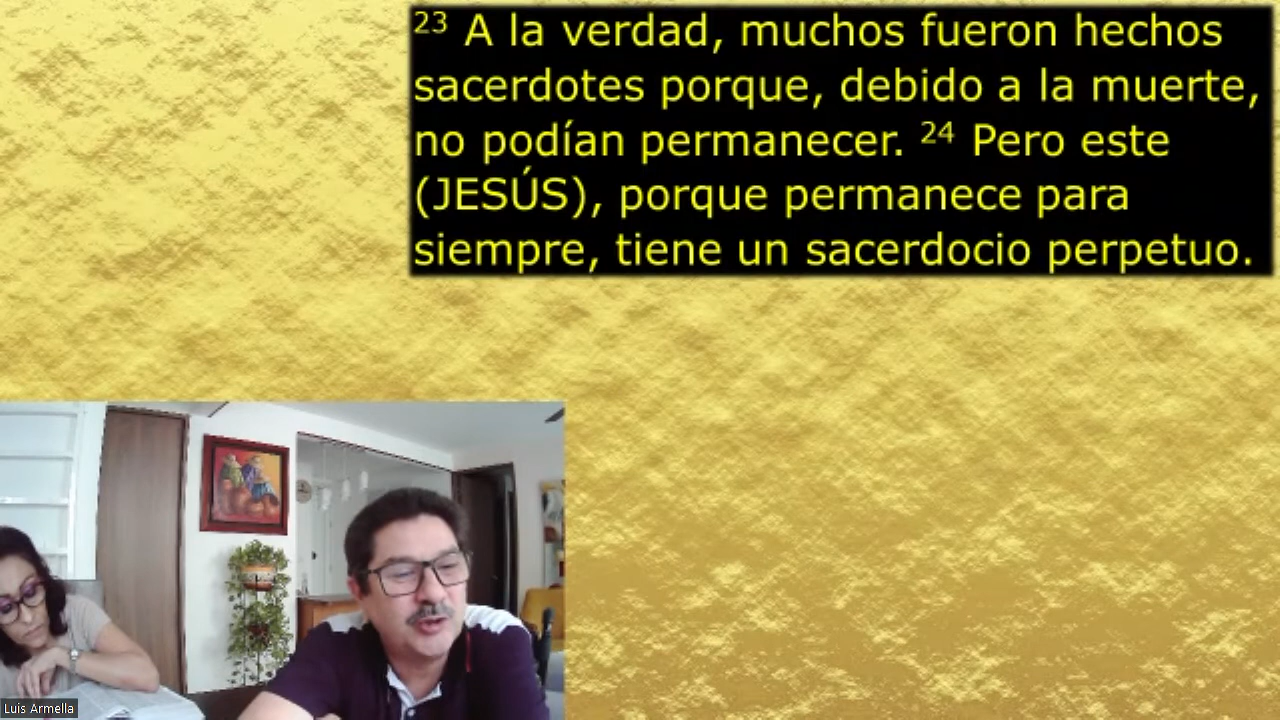 23 A la verdad, muchos fueron hechos
sacerdotes porque, debido a la muerte,
no podían permanecer. 24 Pero este
(JESÚS), porque permanece para
siempre, tiene un sacerdocio perpetuo.
Luis Armella